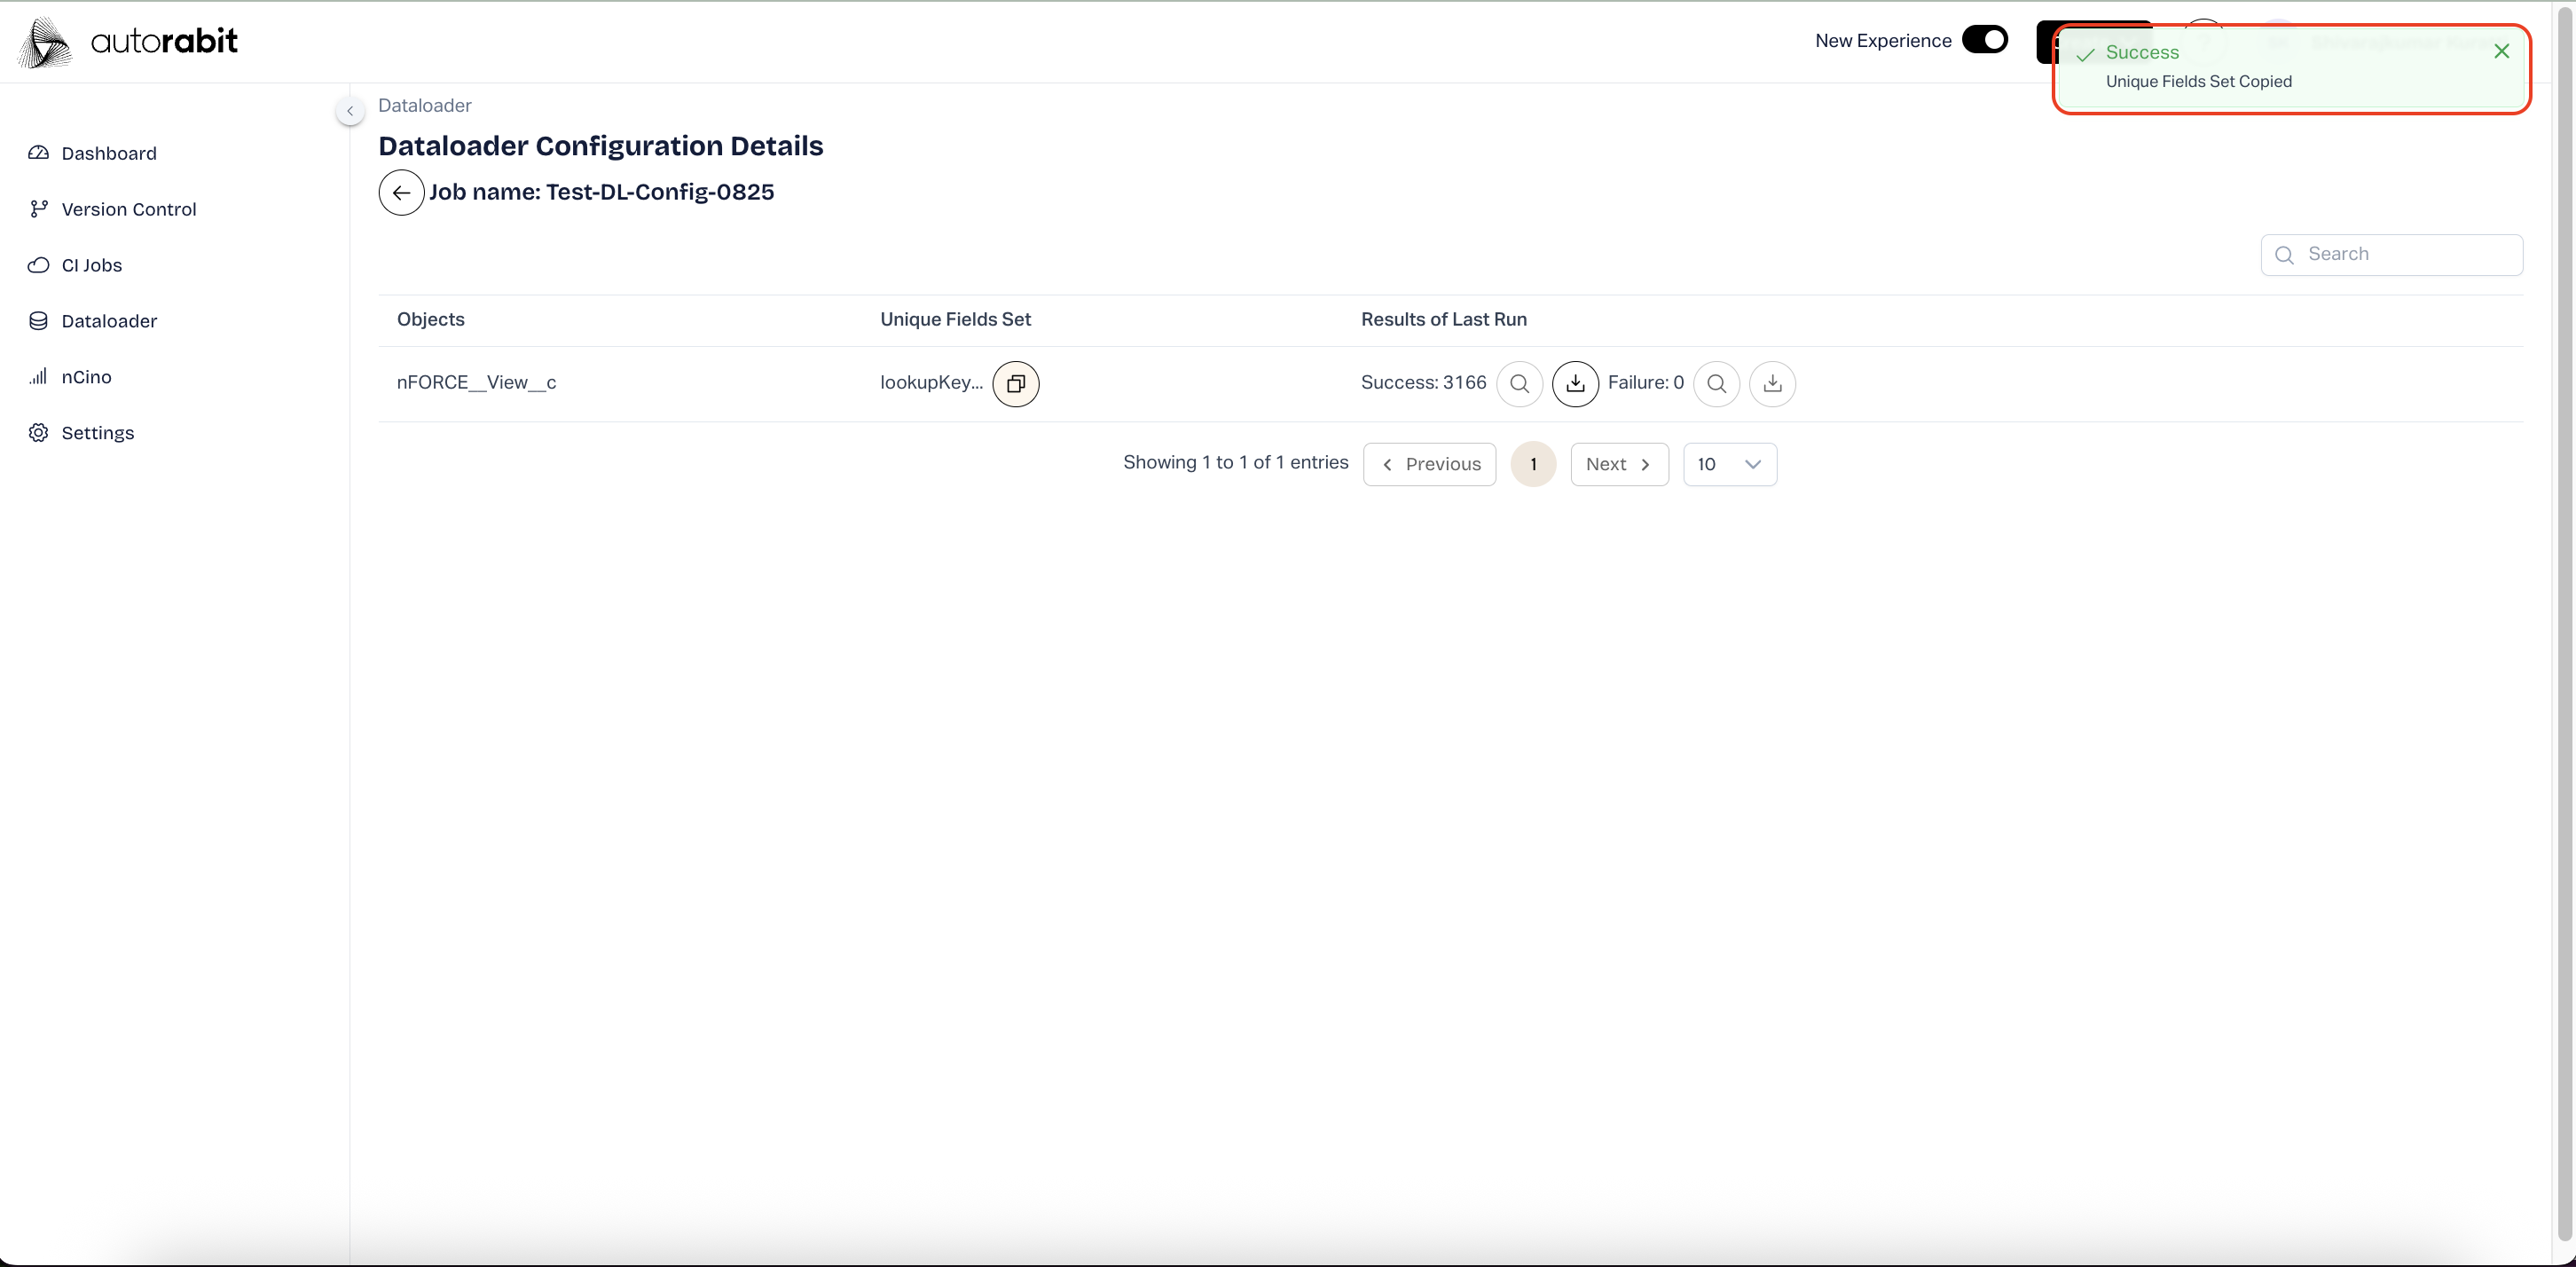 autorabit
New Experience
Success
Unique Fields Set Copied
Dashboard
Version Control
CI Jobs
Dataloader
nCino
Settings
Dataloader
Dataloader Configuration Details
Job name: Test-DL-Config-0825
Search
Objects Unique Fields Set Results of Last Run
nFORCE__View__c lookupKey... Success: 3166 Failure: 0
Showing 1 to 1 of 1 entries Previous 1 Next 10